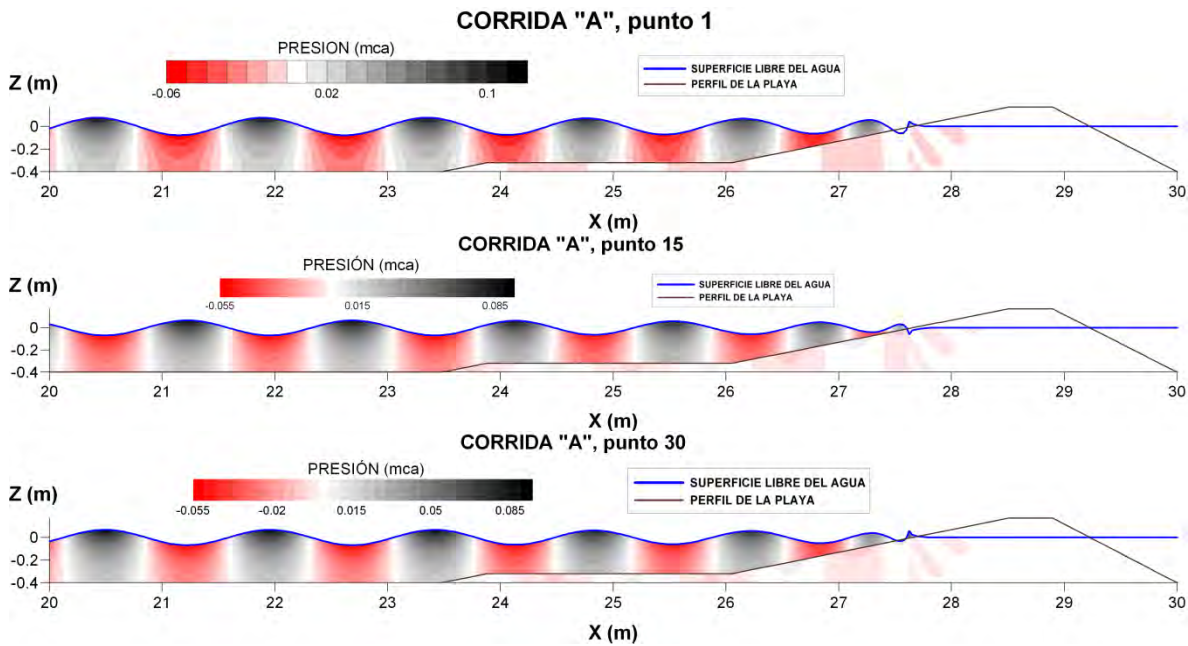 CORRIDA "A", punto 1
PRESION (mca)
-0.06 0.02 0.1
SUPERFICIE LIBRE DEL AGUA
PERFIL DE LA PLAYA
Z (m)
0
-0.2
-0.4
20 21 22 23 24 25 26 27 28 29 30
X (m)
CORRIDA "A", punto 15
PRESIÓN (mca)
-0.055 0.015 0.085
SUPERFICIE LIBRE DEL AGUA
PERFIL DE LA PLAYA
Z (m)
0
-0.2
-0.4
20 21 22 23 24 25 26 27 28 29 30
X (m)
CORRIDA "A", punto 30
PRESIÓN (mca)
-0.055 -0.02 0.015 0.05 0.085
SUPERFICIE LIBRE DEL AGUA
PERFIL DE LA PLAYA
Z (m)
0
-0.2
-0.4
20 21 22 23 24 25 26 27 28 29 30
X (m)